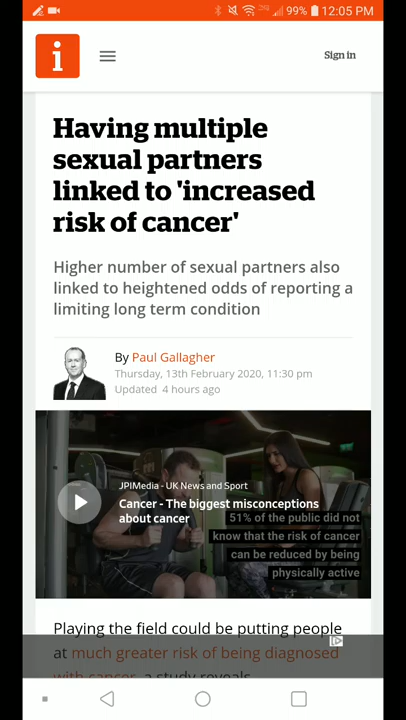 99% 12:05 PM
i
Sign in
Having multiple
sexual partners
linked to 'increased
risk of cancer'
Higher number of sexual partners also
linked to heightened odds of reporting a
limiting long term condition
By Paul Gallagher
Thursday, 13th February 2020, 11:30 pm
Updated 4 hours ago
JPIMedia - UK News and Sport
Cancer - The biggest misconceptions
about cancer
51% of the public did not
know that the risk of cancer
can be reduced by being
physically active
Playing the field could be putting people
at much greater risk of being diagnosed
with cancer, a study reveals